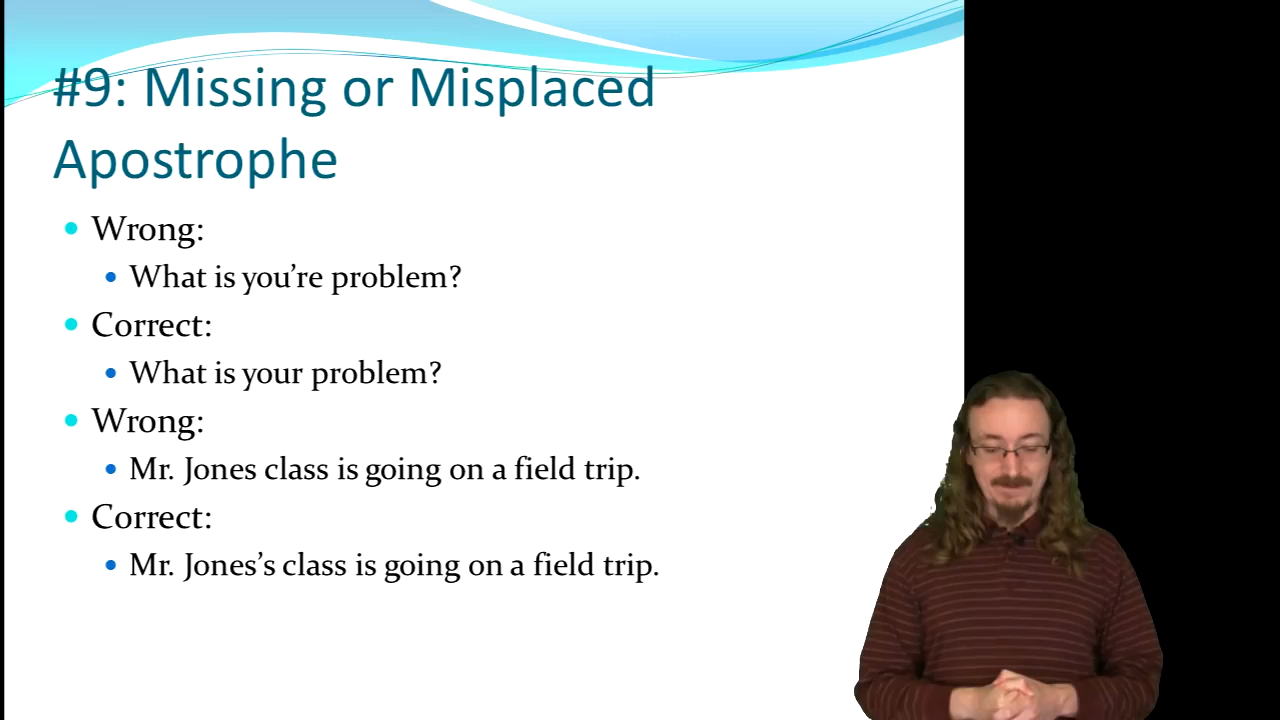 #9: Missing or Misplaced
Apostrophe
Wrong:
What is you’re problem?
Correct:
What is your problem?
Wrong:
Mr. Jones class is going on a field trip.
Correct:
Mr. Jones’s class is going on a field trip.